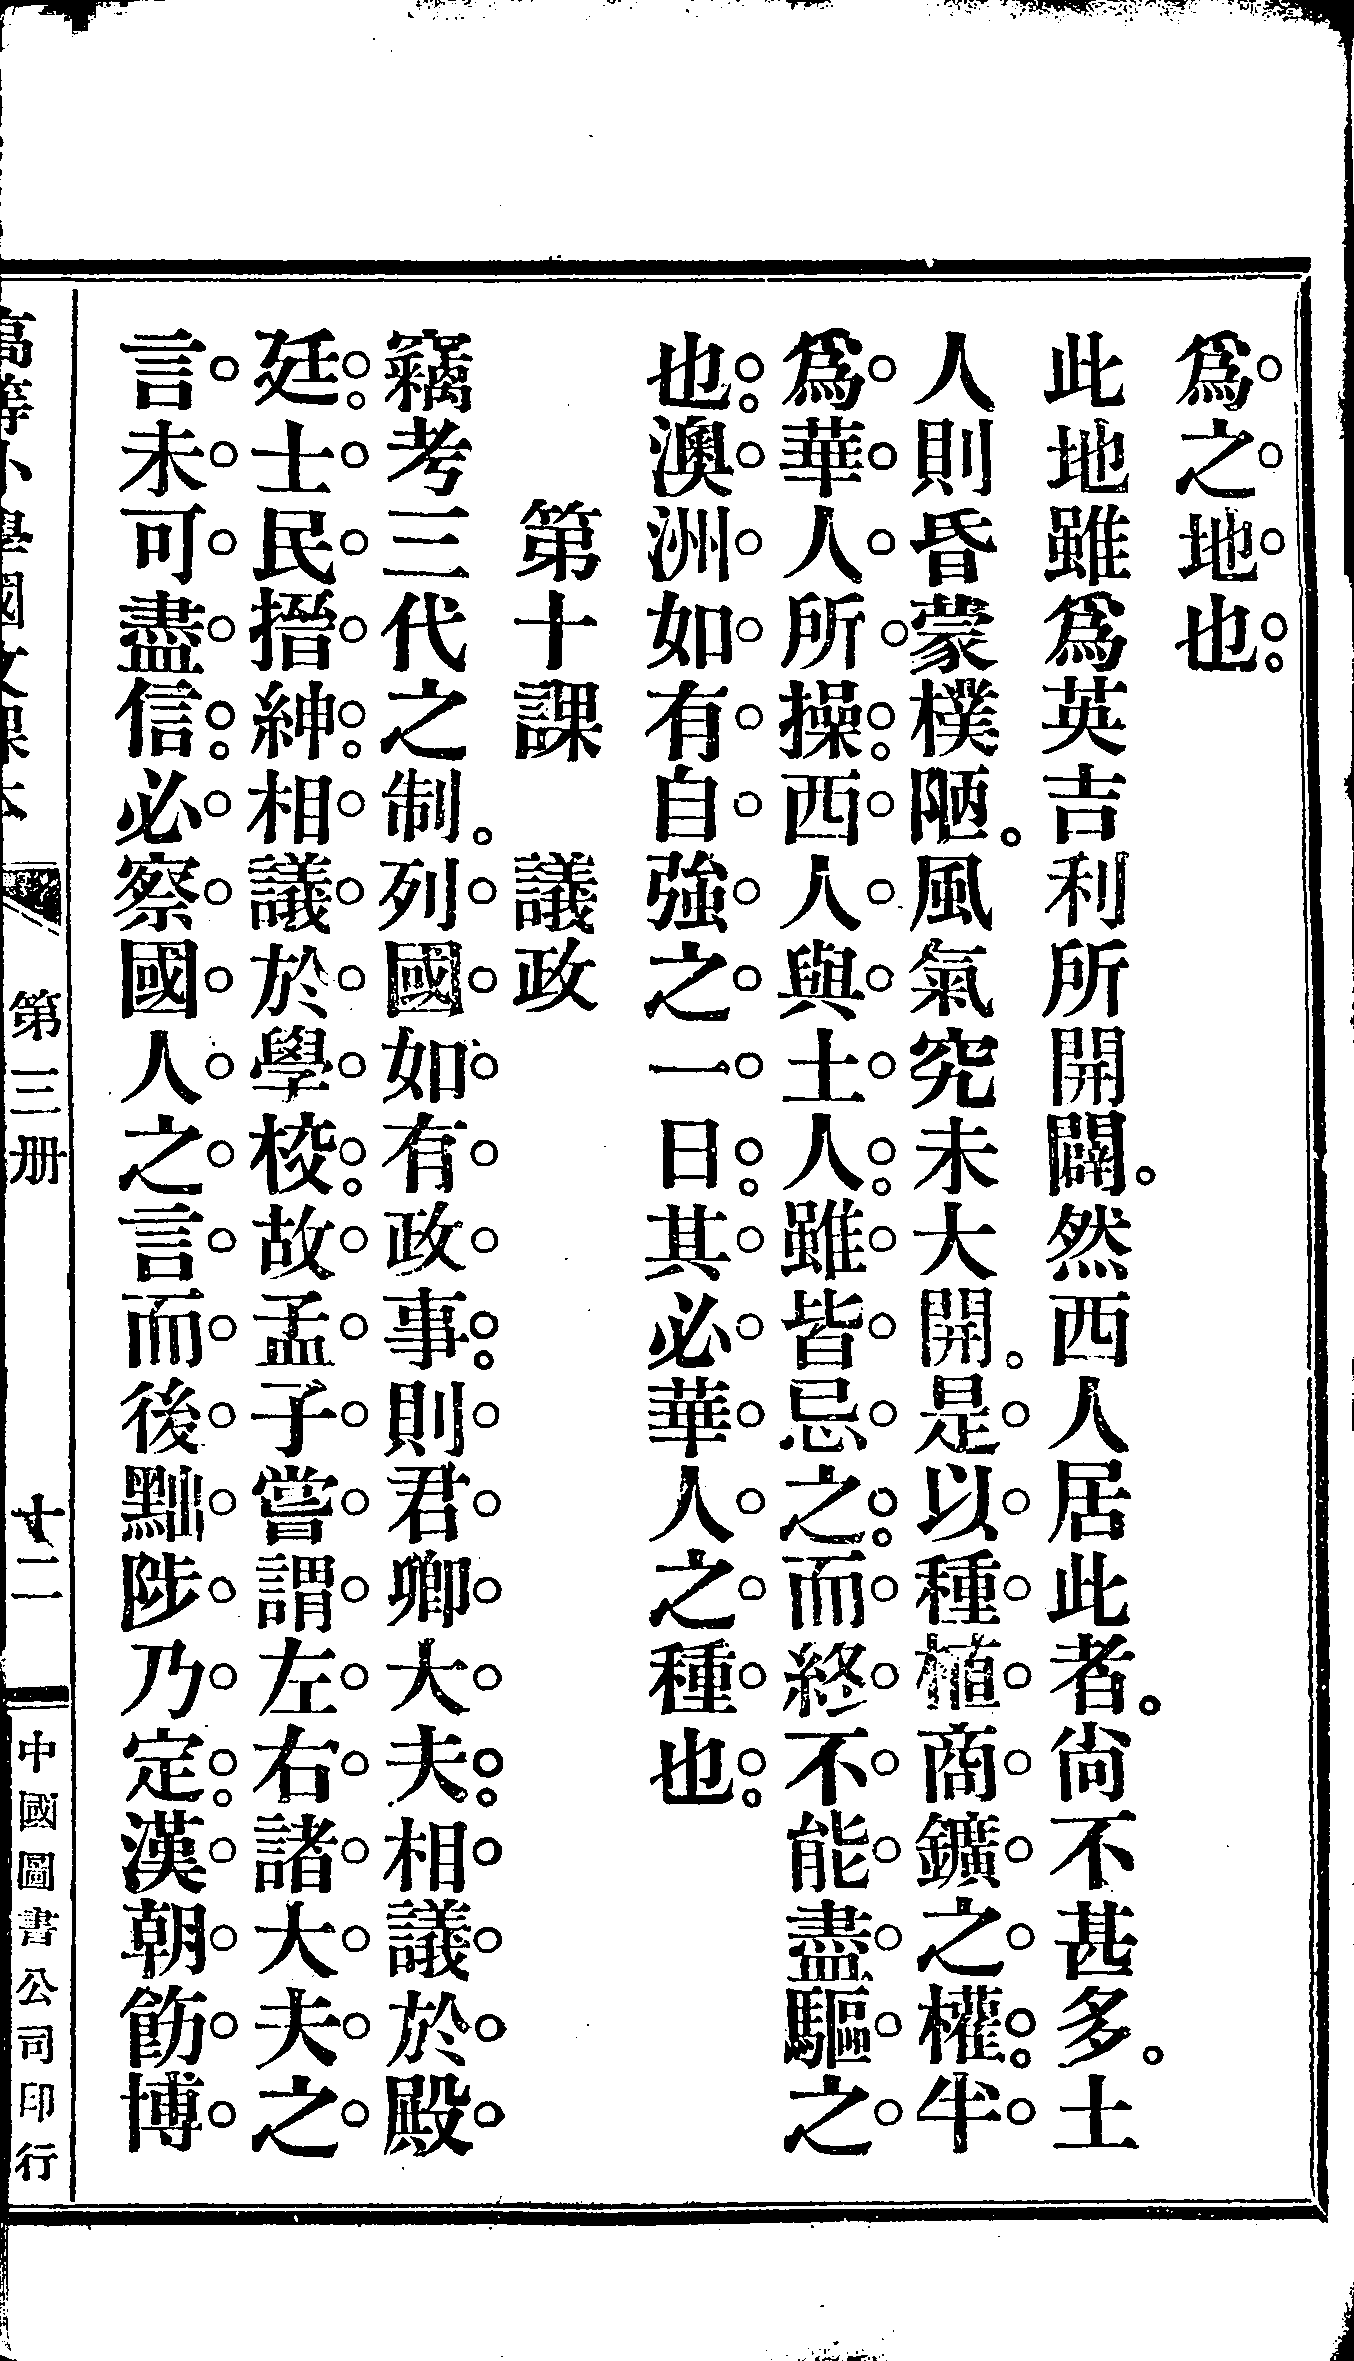 爲之地也。
此地雖爲英吉利所開闢。然西人居此者。尙不甚多。土
人則昏蒙樸陋。風氣究未大開。是以種植商鑛之權。半
爲華人所操。西人與土人。雖皆忌之。而終不能盡驅之
也。澳洲如有自強之一日。其必華人之種也。
第十課 議政
竊考三代之制。列國如有政事。則君卿大夫。相議於殿
廷。士民搢紳。相議於學校。故孟子嘗謂左右諸大夫之
言未可盡信。必察國人之言而後黜陟乃定。漢朝飭博
高等小學國文課本 第三册 十二 中國圖書公司印行